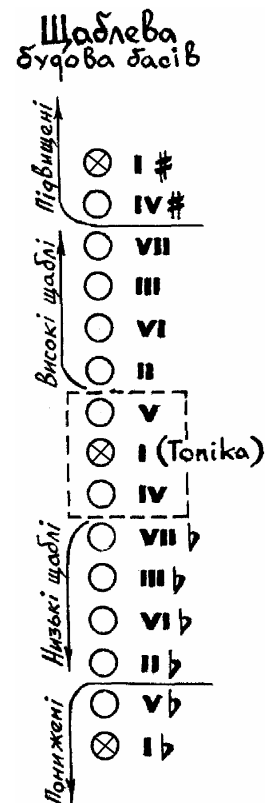 Щаблева
будова басів
Підвищені
I #
IV #
Високі щаблі
VII
III
VI
II
V
I (Топіка)
IV
Низькі щаблі
VII ♭
III ♭
VI ♭
II ♭
Понижені
V ♭
I ♭